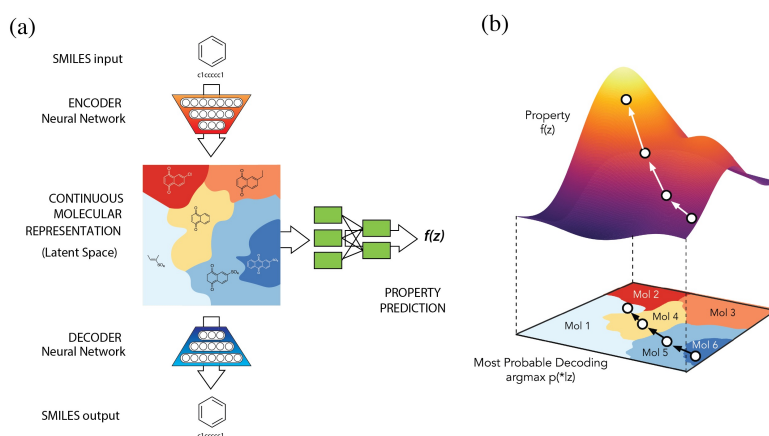 (a)
SMILES input
c1ccccc1
ENCODER
Neural Network
CONTINUOUS
MOLECULAR
REPRESENTATION
(Latent Space)
f(z)
PROPERTY
PREDICTION
DECODER
Neural Network
SMILES output
c1ccccc1
(b)
Property
f(z)
Mol 2
Mol 3
Mol 4
Mol 1
Mol 5
Mol 6
Most Probable Decoding
argmax p(*|z)